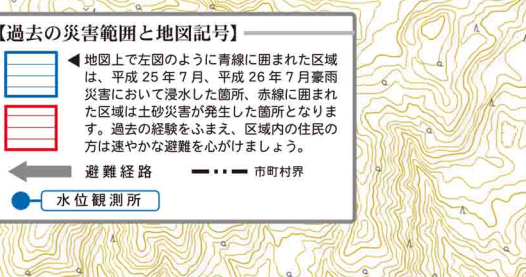 【過去の災害範囲と地図記号】
◀地図上で左図のように青線に囲まれた区域
は、平成25年7月、平成26年7月豪雨
災害において浸水した箇所、赤線に囲まれ
た区域は土砂災害が発生した箇所となりま
す。過去の経験をふまえ、区域内の住民の
方は速やかな避難を心がけましょう。
避難経路 市町村界
水位観測所